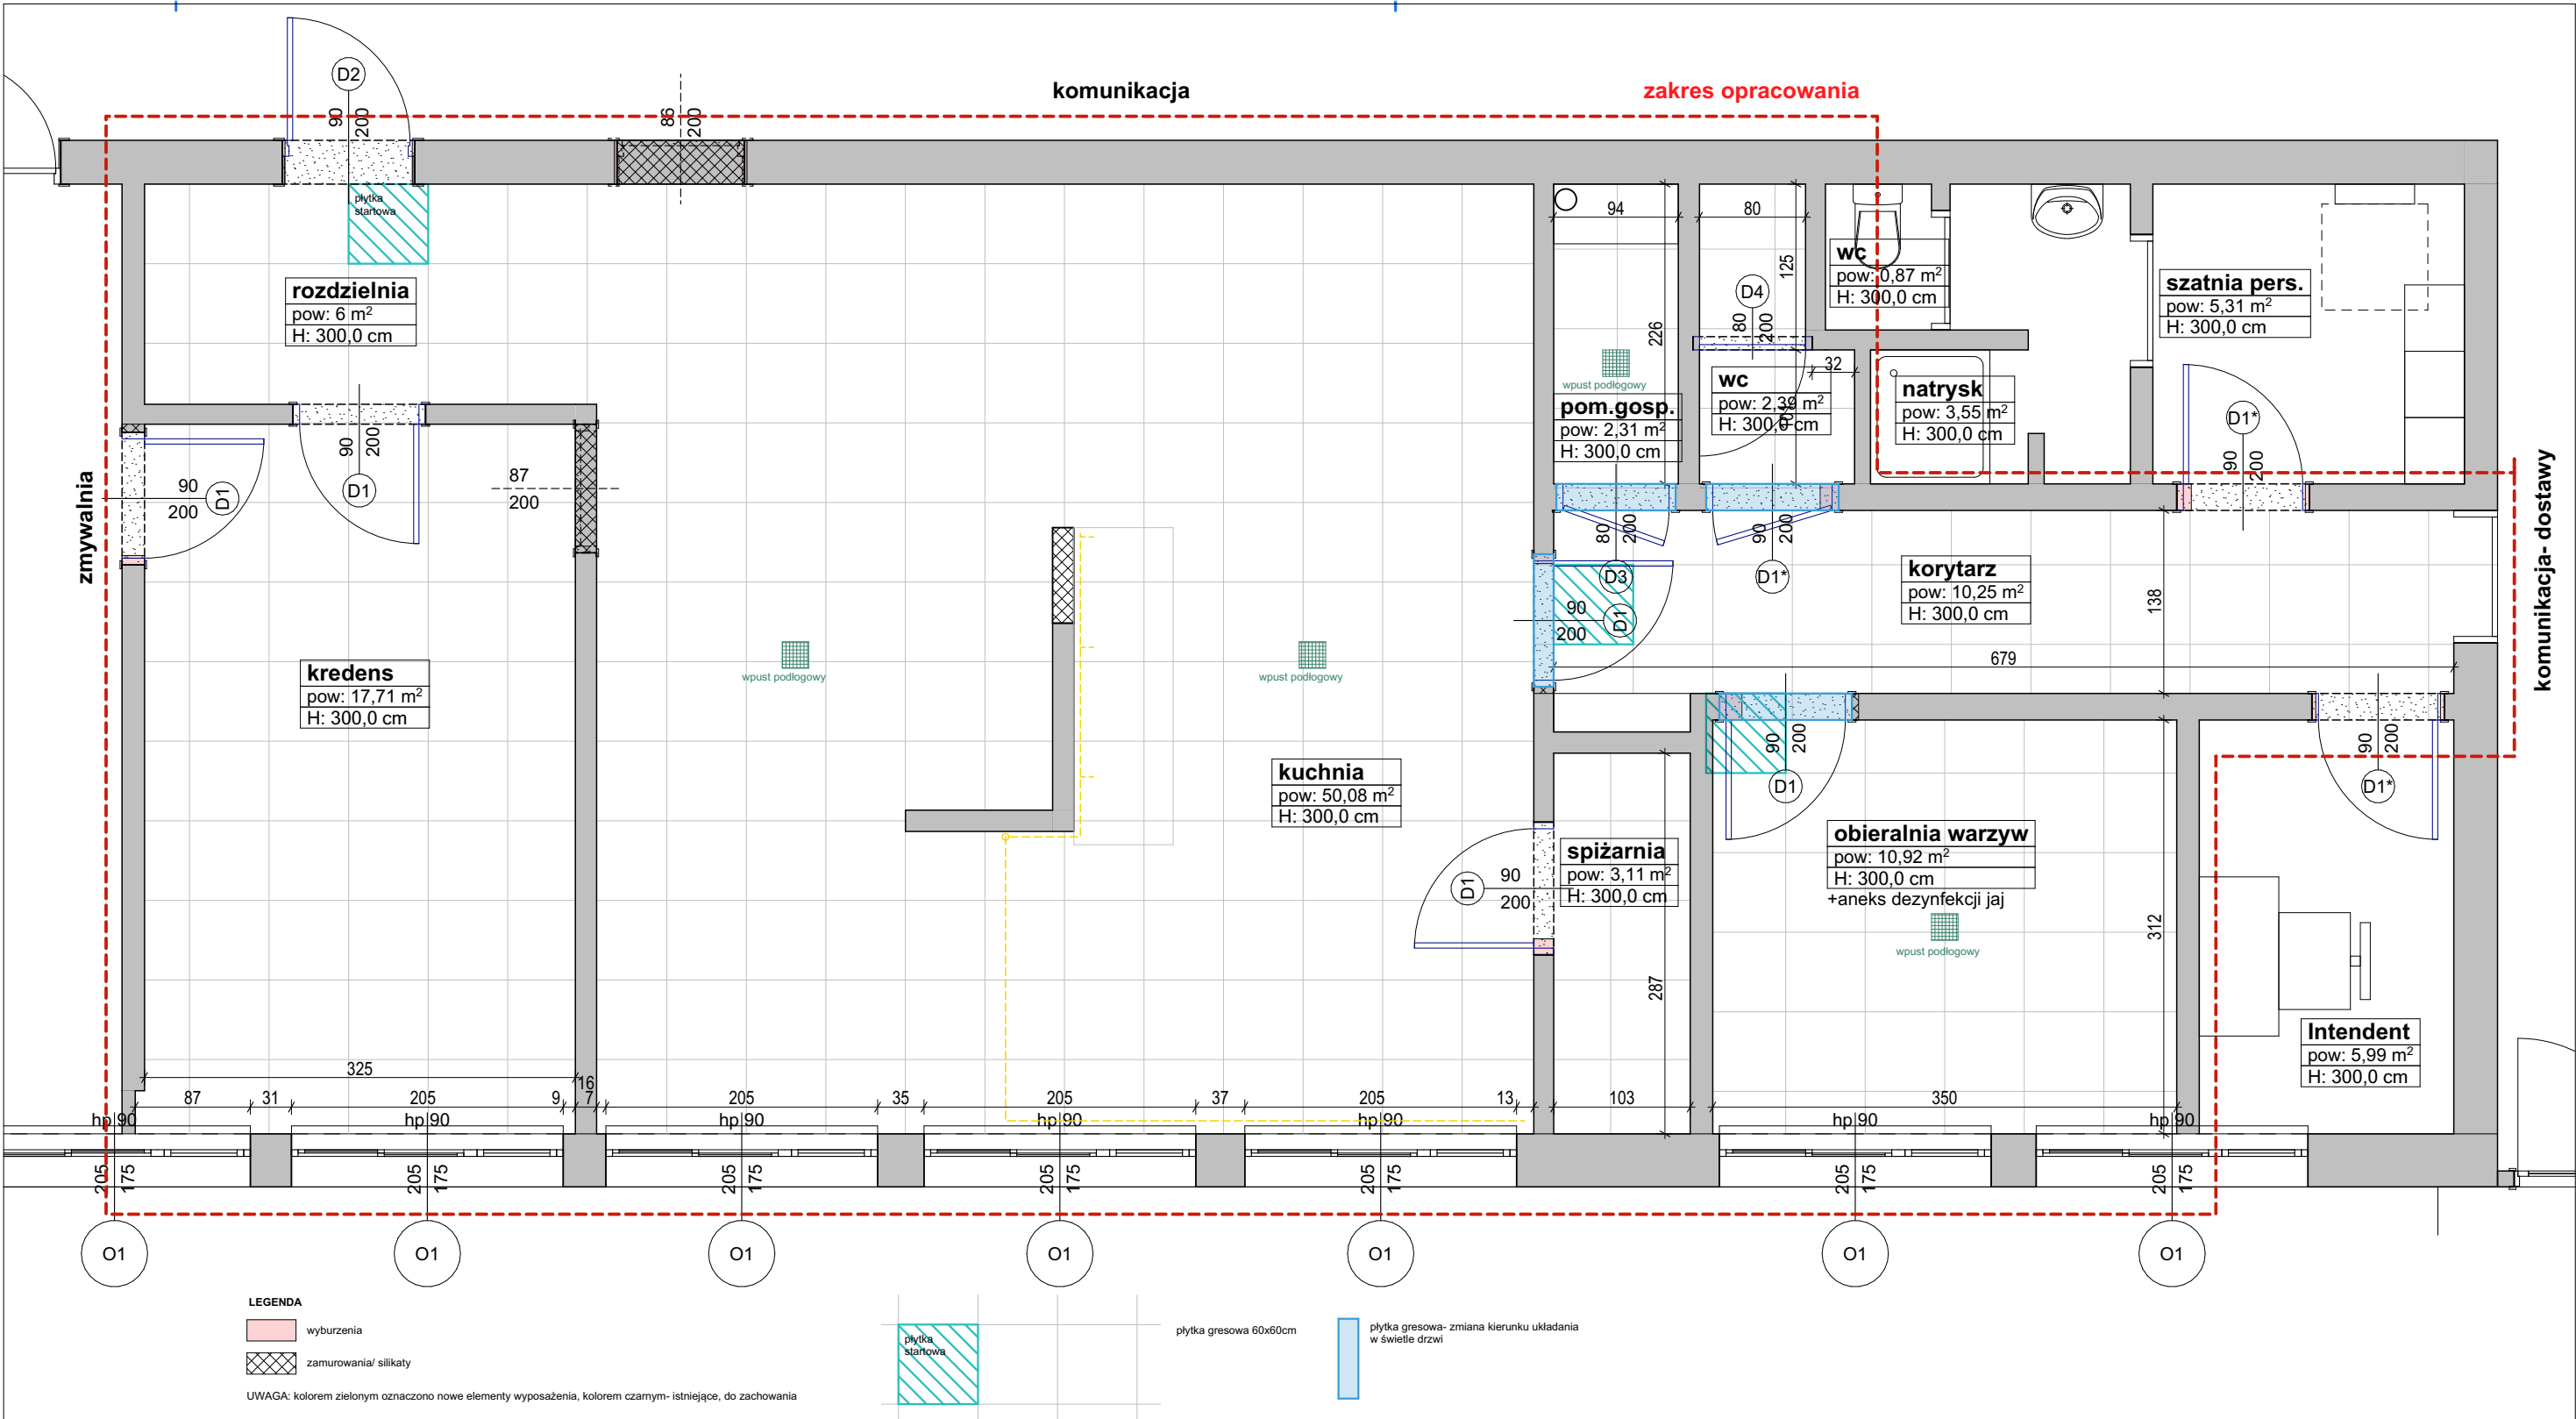 komunikacja
zakres opracowania
D2
90
200
86
200
płytka
startowa
rozdzielnia
pow: 6 m²
H: 300,0 cm
94
80
125
226
D4
80
200
wc
pow: 0,87 m²
H: 300,0 cm
szatnia pers.
pow: 5,31 m²
H: 300,0 cm
wpust podłogowy
pom.gosp.
pow: 2,31 m²
H: 300,0 cm
wc
pow: 2,39 m²
H: 300,0 cm
32
natrysk
pow: 3,55 m²
H: 300,0 cm
D1*
90
200
zmywalnia
90
200
D1
90
200
D1
87
200
80
200
D3
90
200
D1*
90
200
D1
korytarz
pow: 10,25 m²
H: 300,0 cm
138
679
komunikacja- dostawy
kredens
pow: 17,71 m²
H: 300,0 cm
wpust podłogowy
wpust podłogowy
kuchnia
pow: 50,08 m²
H: 300,0 cm
90
200
D1
90
200
D1*
90
200
D1
spiżarnia
pow: 3,11 m²
H: 300,0 cm
obieralnia warzyw
pow: 10,92 m²
H: 300,0 cm
+aneks dezynfekcji jaj
wpust podłogowy
312
287
Intendent
pow: 5,99 m²
H: 300,0 cm
325
87
31
205
9
16
7
205
35
205
37
205
13
103
350
hp 90
hp 90
hp 90
hp 90
hp 90
hp 90
hp 90
205
175
205
175
205
175
205
175
205
175
205
175
205
175
O1
O1
O1
O1
O1
O1
O1
LEGENDA
wyburzenia
zamurowania/ silikaty
UWAGA: kolorem zielonym oznaczono nowe elementy wyposażenia, kolorem czarnym- istniejące, do zachowania
płytka
startowa
płytka gresowa 60x60cm
płytka gresowa- zmiana kierunku układania
w świetle drzwi